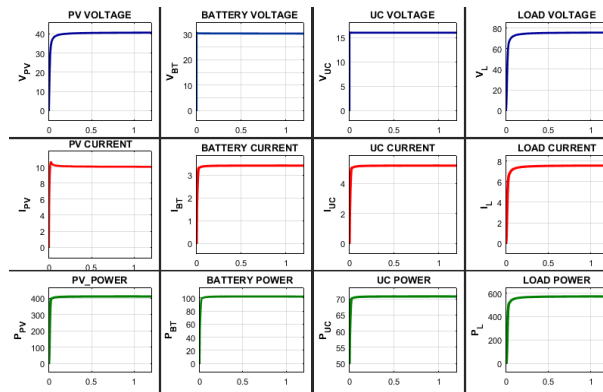 PV VOLTAGE
V_PV
40
30
20
10
0
0 0.5 1
BATTERY VOLTAGE
V_BT
30
20
10
0
0 0.5 1
UC VOLTAGE
V_UC
15
10
5
0
0 0.5 1
LOAD VOLTAGE
V_L
80
60
40
20
0
0 0.5 1
PV CURRENT
I_PV
10
8
6
4
2
0
0 0.5 1
BATTERY CURRENT
I_BT
3
2
1
0
0 0.5 1
UC CURRENT
I_UC
4
2
0
0 0.5 1
LOAD CURRENT
I_L
8
6
4
2
0
0 0.5 1
PV_POWER
P_PV
400
300
200
100
0
0 0.5 1
BATTERY POWER
P_BT
100
80
60
40
20
0
0 0.5 1
UC POWER
P_UC
70
65
60
55
50
0 0.5 1
LOAD POWER
P_L
600
400
200
0
0 0.5 1